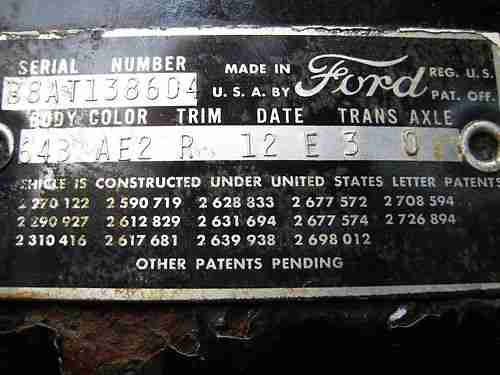 SERIAL NUMBER
B8AT138604
MADE IN
U.S.A. BY
Ford
REG. U.S.
PAT. OFF.
BODY COLOR TRIM DATE TRANS AXLE
64B AE2 R 12 E 3 0
VEHICLE IS CONSTRUCTED UNDER UNITED STATES LETTER PATENTS
2 270 122 2 590 719 2 628 833 2 677 572 2 708 594
2 290 927 2 612 829 2 631 694 2 677 574 2 726 894
2 310 416 2 617 681 2 639 938 2 698 012
OTHER PATENTS PENDING